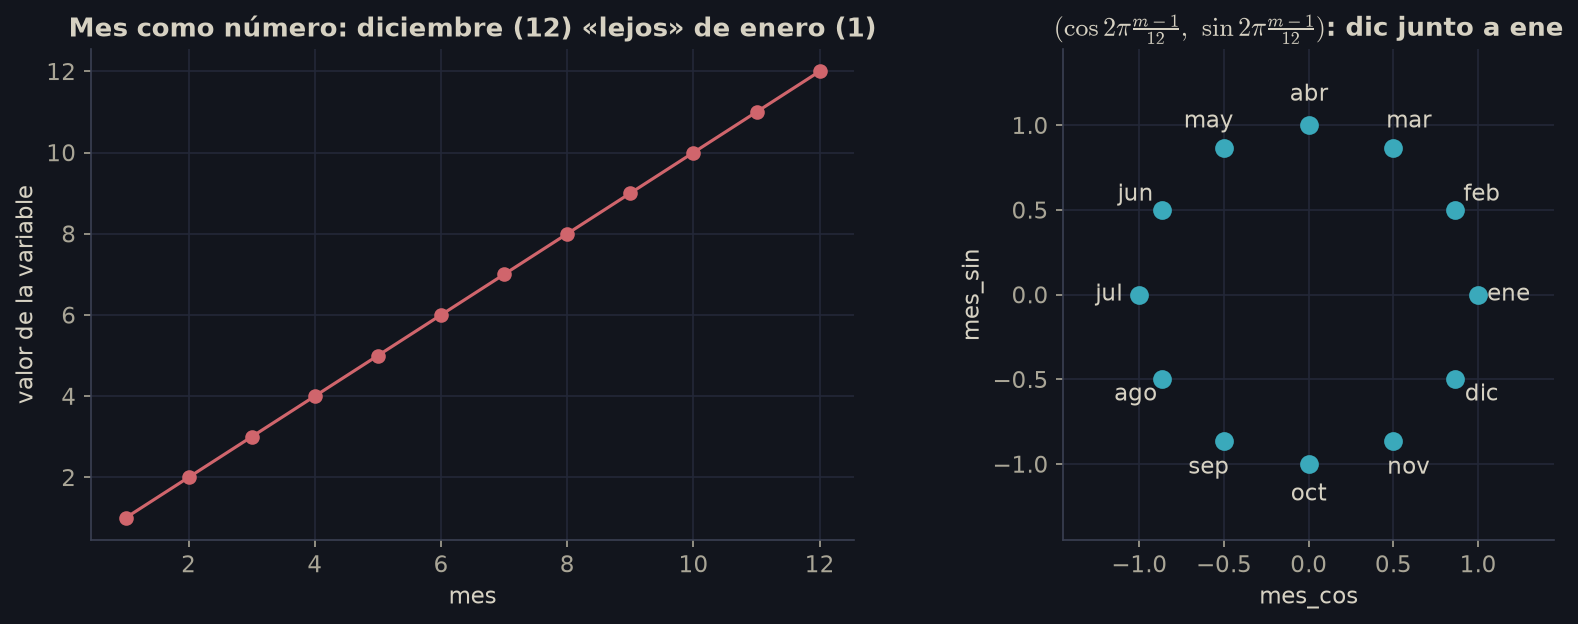 Mes como número: diciembre (12) «lejos» de enero (1)
12
10
8
6
4
2
valor de la variable
2 4 6 8 10 12
mes
(cos 2π m−1/12, sin 2π m−1/12): dic junto a ene
abr
may mar
jun feb
jul ene
ago dic
sep nov
oct
1.0
0.5
0.0
−0.5
−1.0
mes_sin
−1.0 −0.5 0.0 0.5 1.0
mes_cos